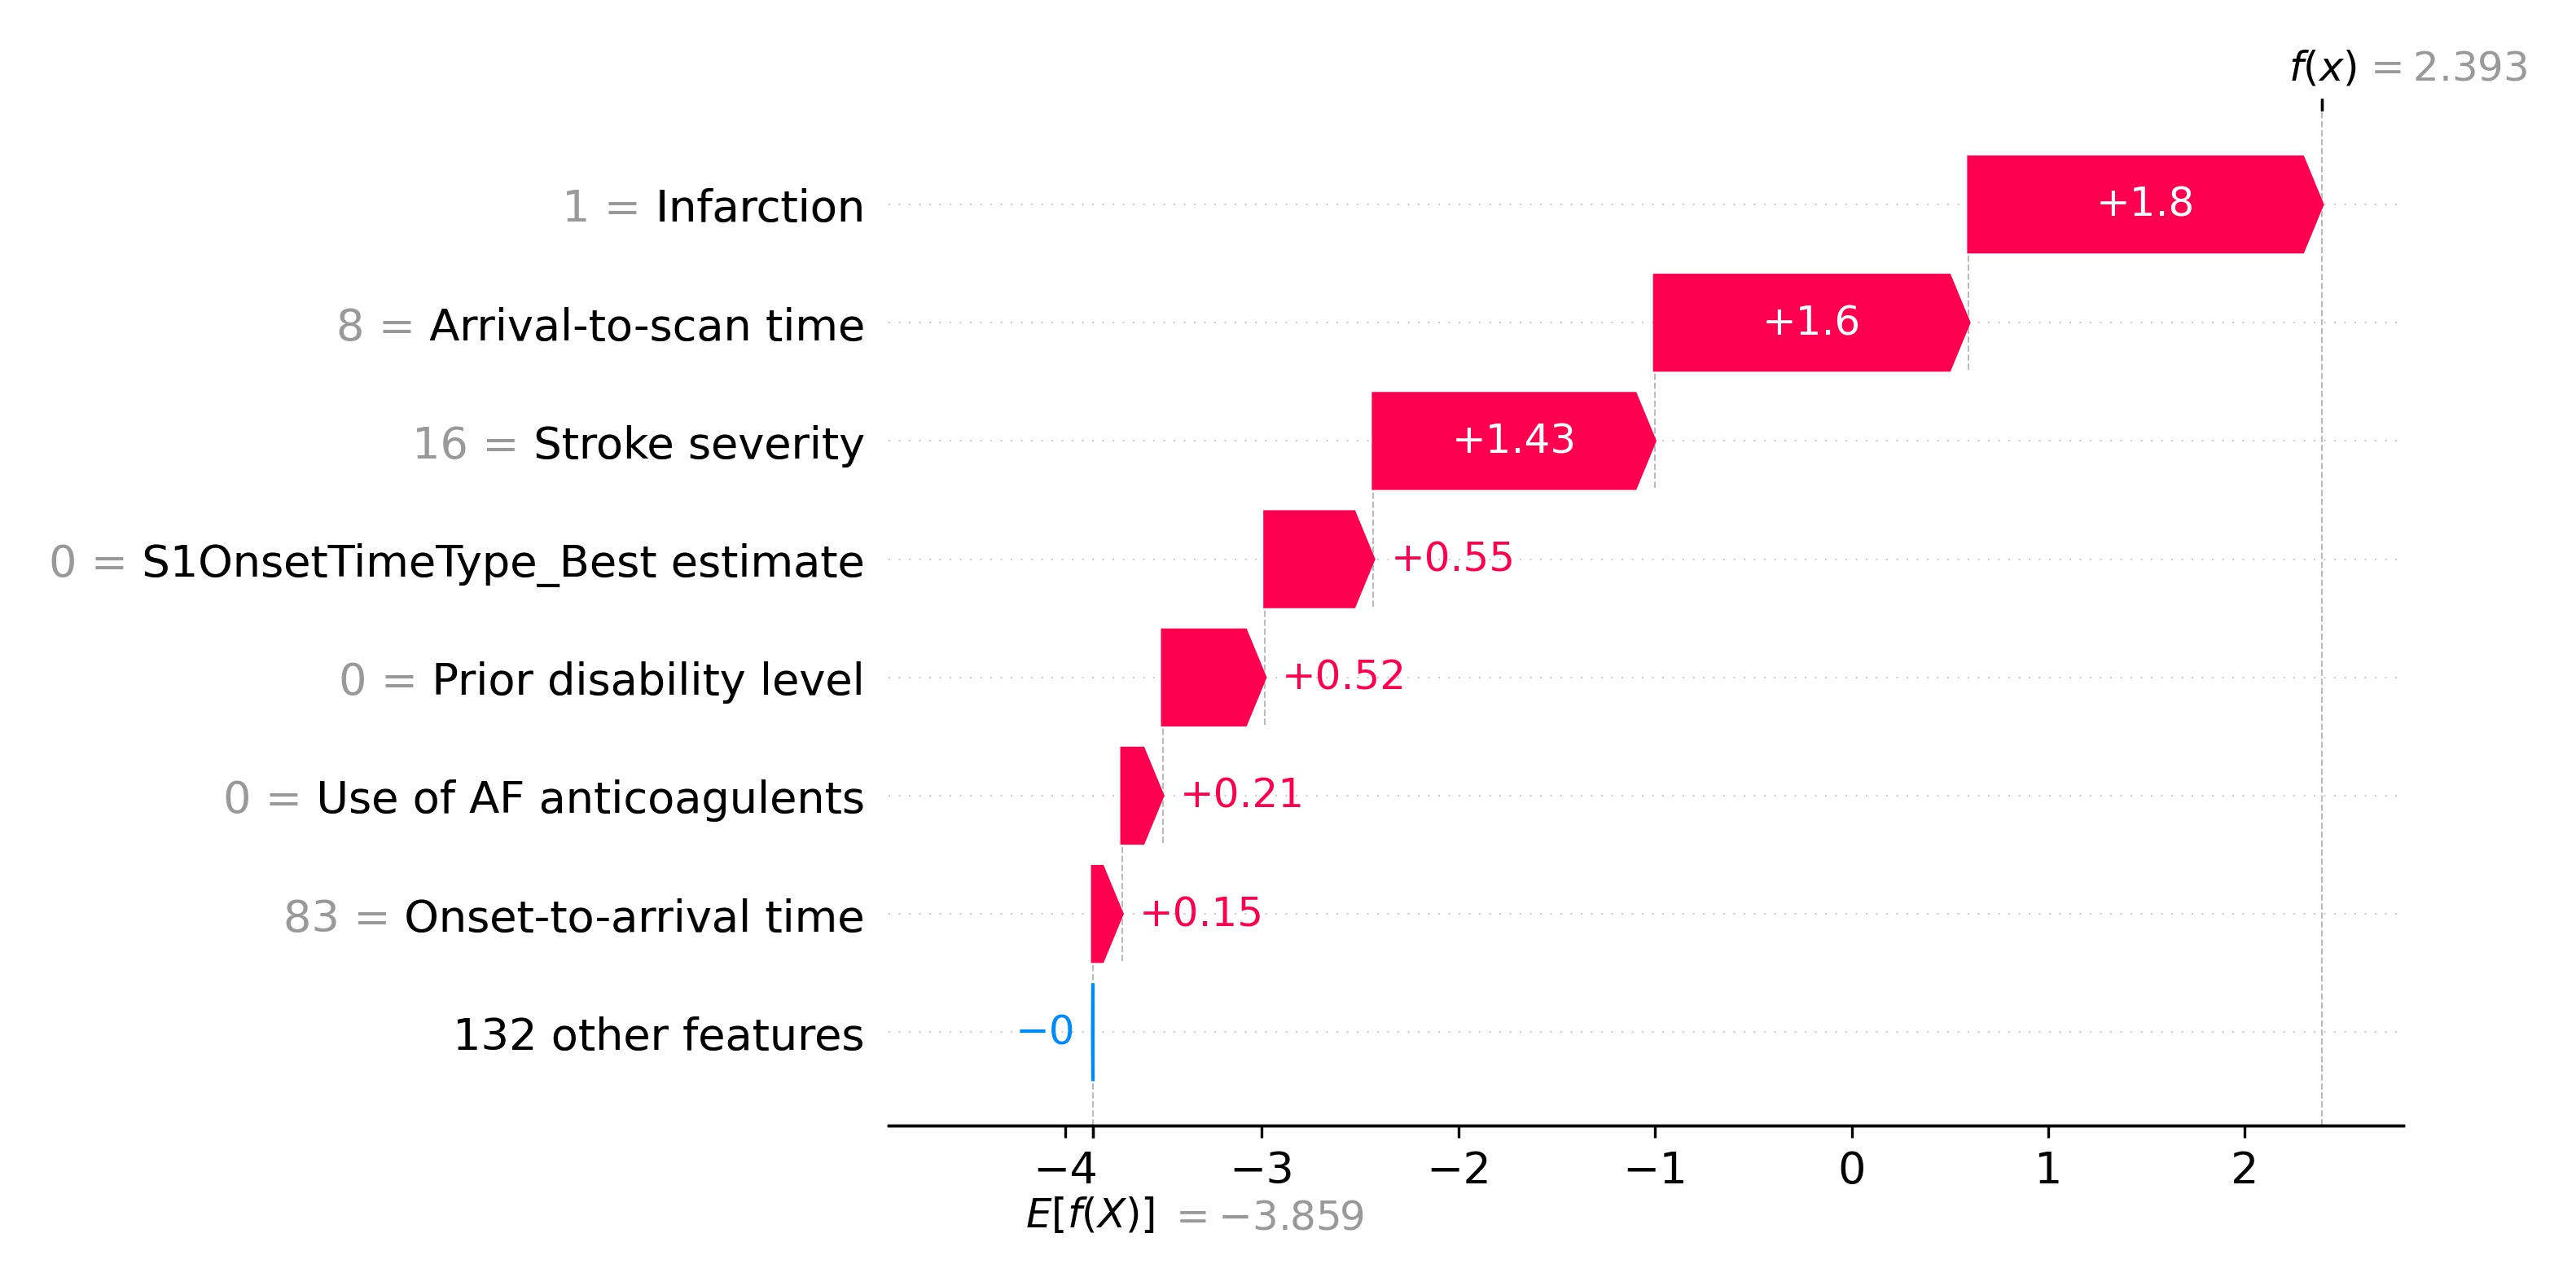 f(x) = 2.393
1 = Infarction
+1.8
8 = Arrival-to-scan time
+1.6
16 = Stroke severity
+1.43
0 = S1OnsetTimeType_Best estimate
+0.55
0 = Prior disability level
+0.52
0 = Use of AF anticoagulents
+0.21
83 = Onset-to-arrival time
+0.15
132 other features
−0
−4 −3 −2 −1 0 1 2
E[f(X)] = −3.859